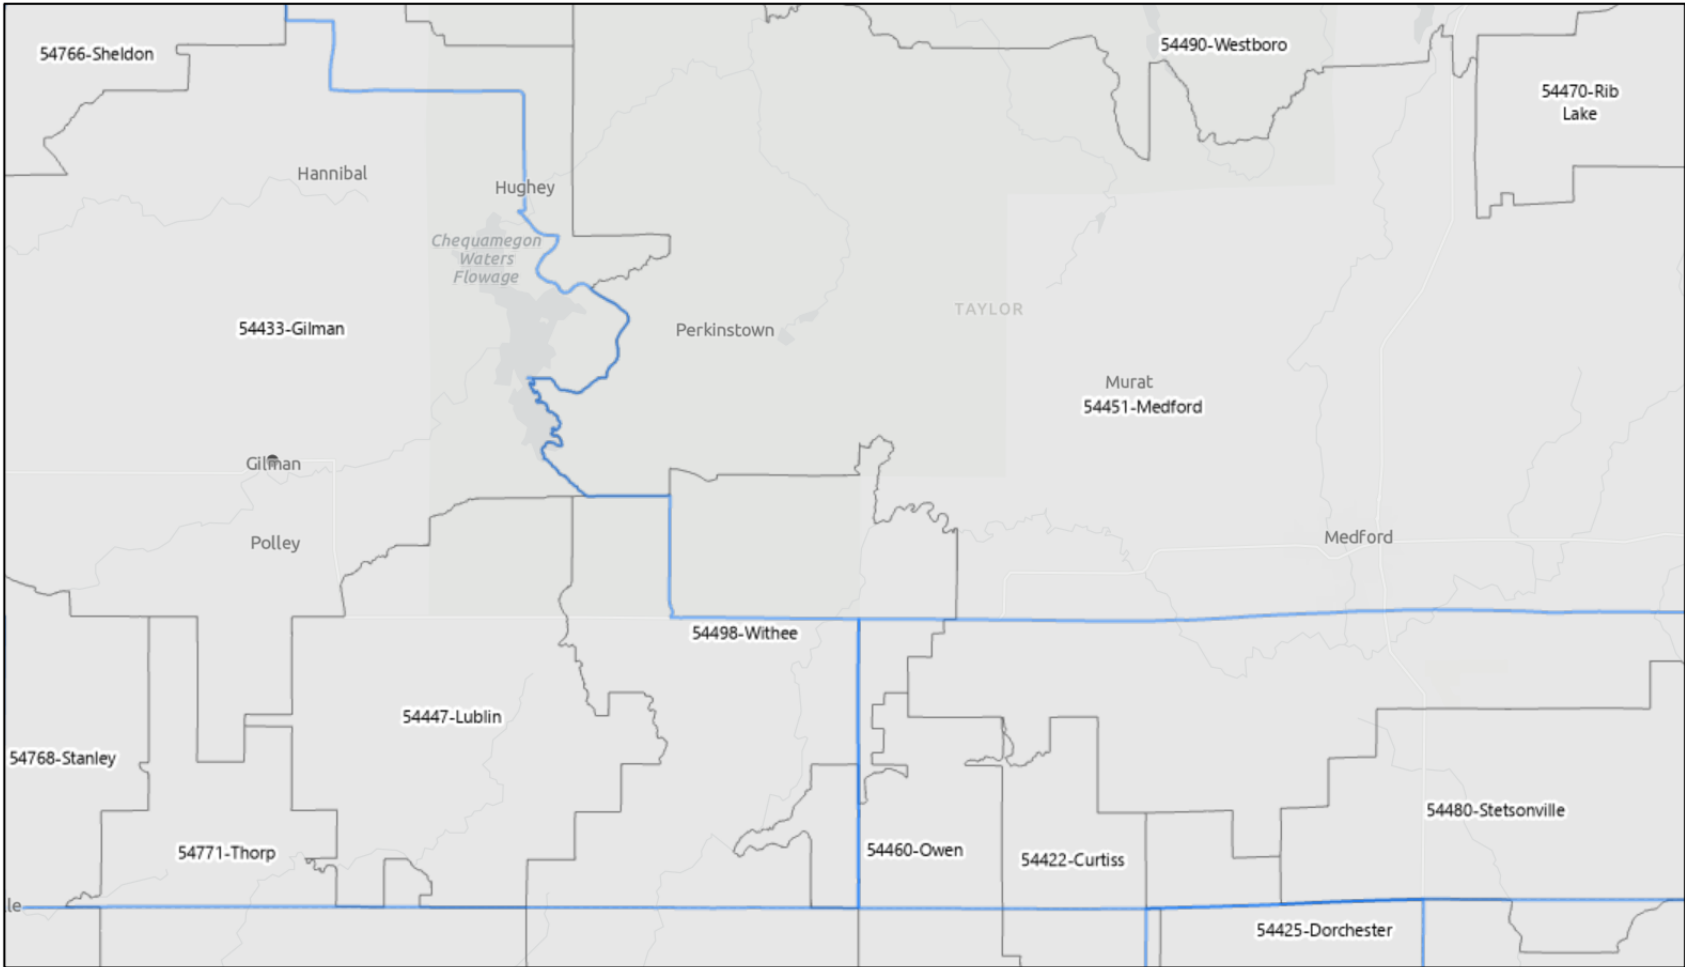 54490-Westboro
54766-Sheldon
54470-Rib
Lake
Hannibal
Hughey
Chequamegon
Waters
Flowage
TAYLOR
54433-Gilman
Perkinstown
Murat
54451-Medford
Gilman
Medford
Polley
54498-Withee
54447-Lublin
54768-Stanley
54480-Stetsonville
54771-Thorp
54460-Owen
54422-Curtiss
le
54425-Dorchester